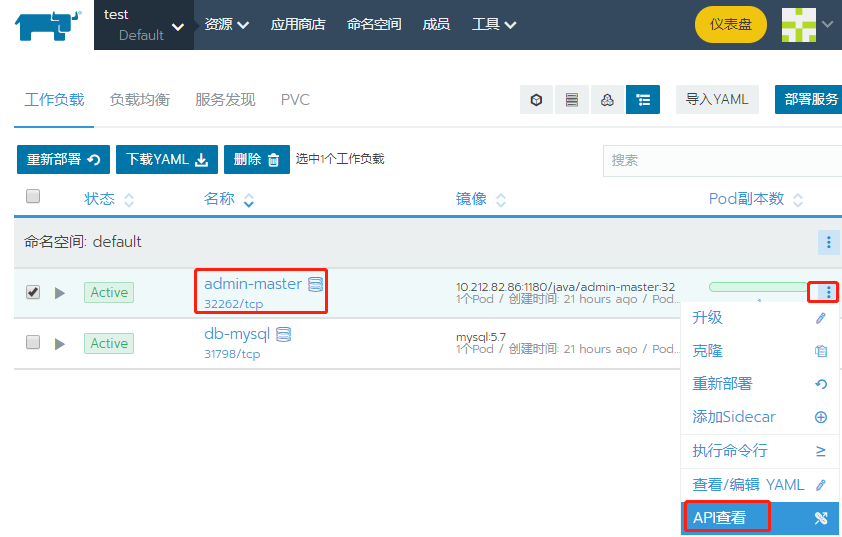 test
Default
资源 应用商店 命名空间 成员 工具 仪表盘
工作负载 负载均衡 服务发现 PVC 导入YAML 部署服务
重新部署 下载YAML 删除 选中1个工作负载 搜索
状态 名称 镜像 Pod副本数
命名空间: default
Active admin-master 10.212.82.86:1180/java/admin-master:32
32262/tcp 1个Pod / 创建时间: 21 hours ago / Pod...
Active db-mysql mysql:5.7
31798/tcp 1个Pod / 创建时间: 21 hours ago / Pod...
升级
克隆
重新部署
添加Sidecar
执行命令行
查看/编辑 YAML
API查看